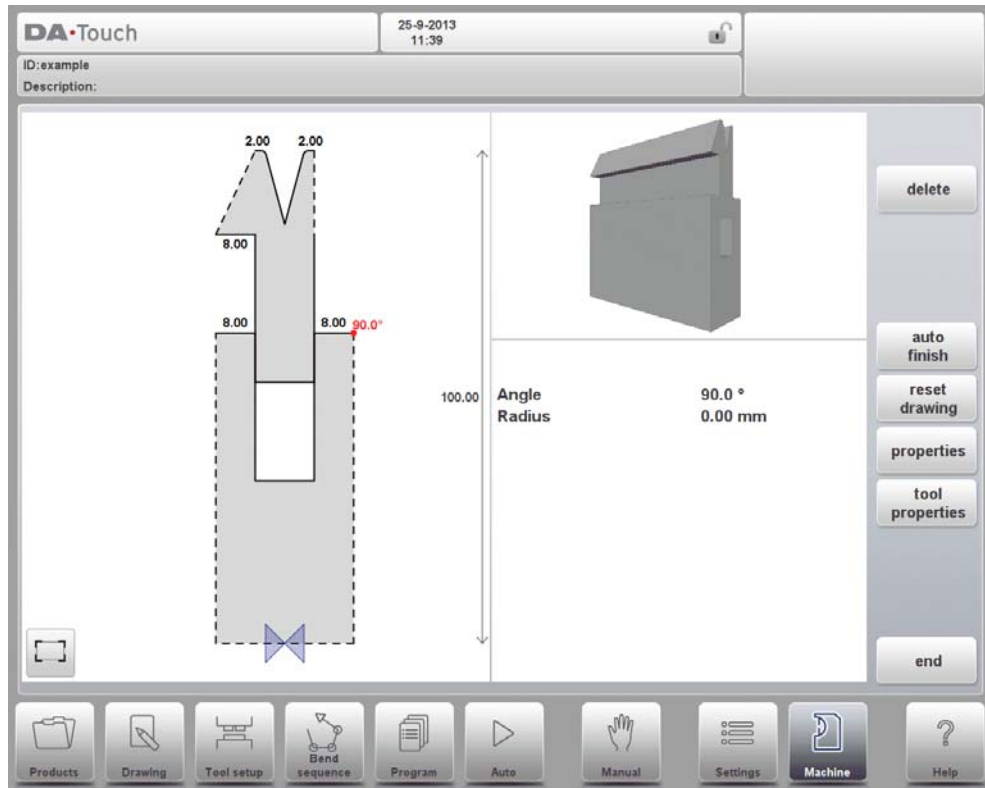 DA•Touch
25-9-2013
11:39
ID:example
Description:
2.00 2.00
8.00
8.00 8.00 90.0°
100.00
Angle 90.0 °
Radius 0.00 mm
delete
auto
finish
reset
drawing
properties
tool
properties
end
Products
Drawing
Tool setup
Bend
sequence
Program
Auto
Manual
Settings
Machine
?
Help